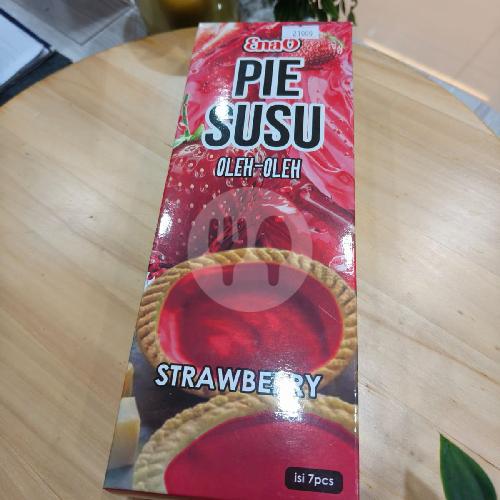 EnaO
PIE
SUSU
OLEH-OLEH
STRAWBERRY
isi 7pcs